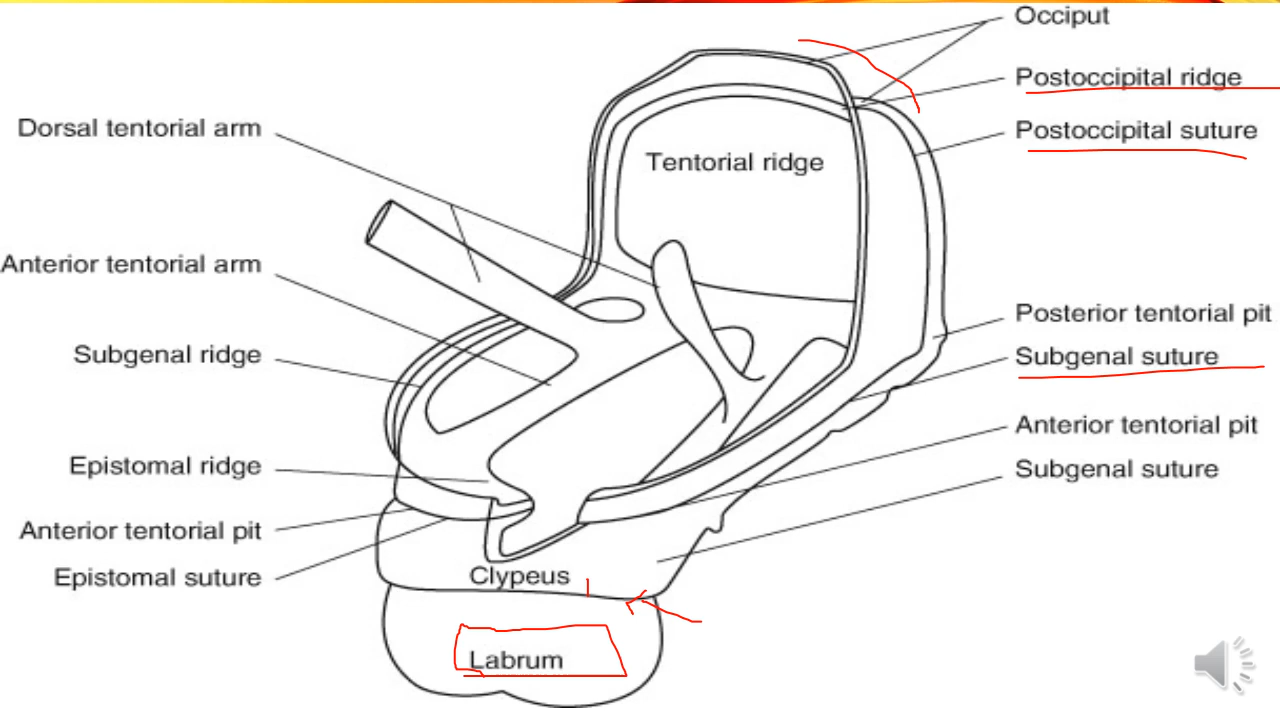 Occiput
Postoccipital ridge
Dorsal tentorial arm
Postoccipital suture
Tentorial ridge
Anterior tentorial arm
Posterior tentorial pit
Subgenal ridge
Subgenal suture
Anterior tentorial pit
Epistomal ridge
Subgenal suture
Anterior tentorial pit
Epistomal suture
Clypeus
Labrum